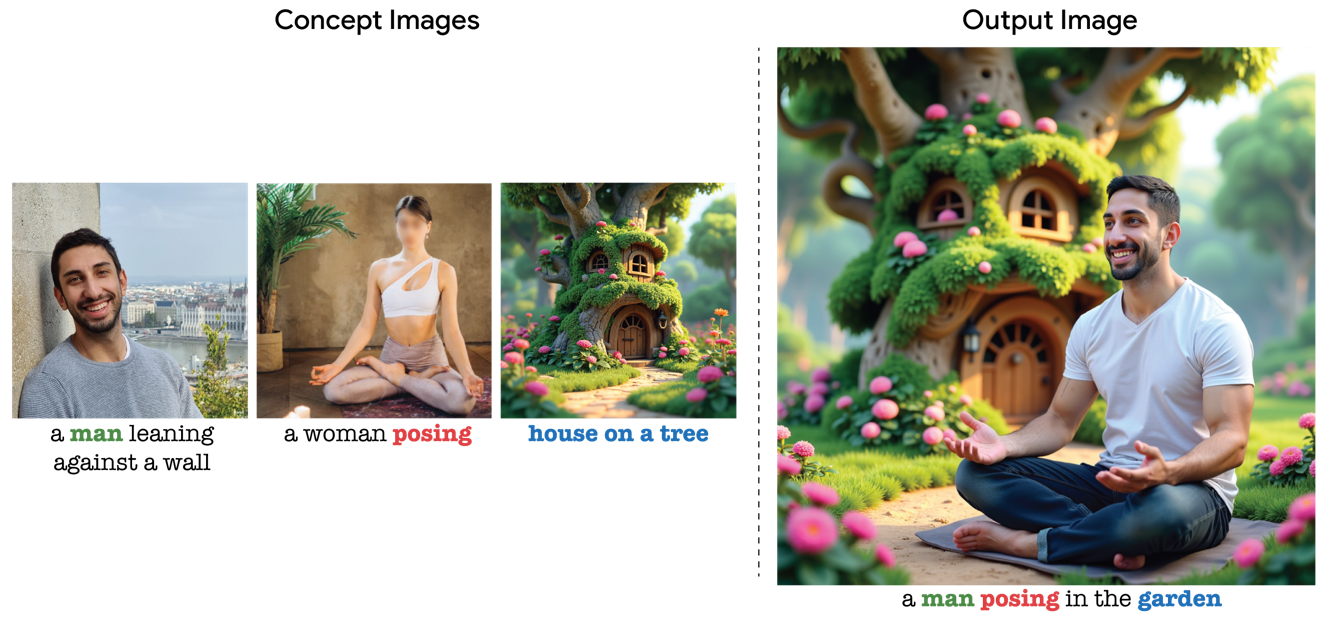 Concept Images
Output Image
a man leaning
against a wall
a woman posing
house on a tree
a man posing in the garden